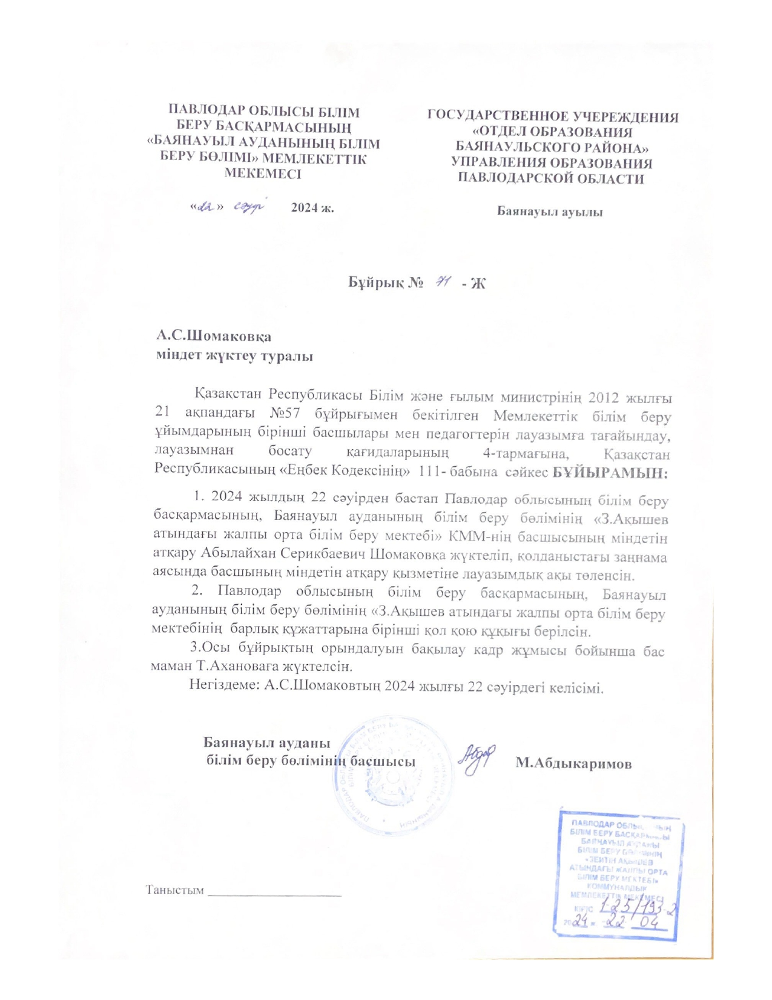 ПАВЛОДАР ОБЛЫСЫ БІЛІМ
БЕРУ БАСҚАРМАСЫНЫҢ
«БАЯНАУЫЛ АУДАНЫНЫҢ БІЛІМ
БЕРУ БӨЛІМІ» МЕМЛЕКЕТТІК
МЕКЕМЕСІ
«22» сәуір 2024 ж.
ГОСУДАРСТВЕННОЕ УЧЕРЕЖДЕНИЯ
«ОТДЕЛ ОБРАЗОВАНИЯ
БАЯНАУЛЬСКОГО РАЙОНА»
УПРАВЛЕНИЯ ОБРАЗОВАНИЯ
ПАВЛОДАРСКОЙ ОБЛАСТИ
Баянауыл ауылы
Бұйрық № 71 - Ж
А.С.Шомаковқа
міндет жүктеу туралы
Қазақстан Республикасы Білім және ғылым министрінің 2012 жылғы
21 ақпандағы №57 бұйрығымен бекітілген Мемлекеттік білім беру
ұйымдарының бірінші басшылары мен педагогтерін лауазымға тағайындау,
лауазымнан босату қағидаларының 4-тармағына, Қазақстан
Республикасының «Еңбек Кодексінің» 111- бабына сәйкес БҰЙЫРАМЫН:
1. 2024 жылдың 22 сәуірден бастап Павлодар облысының білім беру
басқармасының, Баянауыл ауданының білім беру бөлімінің «З.Ақышев
атындағы жалпы орта білім беру мектебі» КММ-нің басшысының міндетін
атқару Абылайхан Серикбаевич Шомаковқа жүктеліп, қолданыстағы заңнама
аясында басшының міндетін атқару қызметіне лауазымдық ақы төленсін.
2. Павлодар облысының білім беру басқармасының, Баянауыл
ауданының білім беру бөлімінің «З.Ақышев атындағы жалпы орта білім беру
мектебінің барлық құжаттарына бірінші қол қою құқығы берілсін.
3.Осы бұйрықтың орындалуын бақылау кадр жұмысы бойынша бас
маман Т.Ахановаға жүктелсін.
Негіздеме: А.С.Шомаковтың 2024 жылғы 22 сәуірдегі келісімі.
Баянауыл ауданы
білім беру бөлімінің басшысы М.Абдыкаримов
ПАВЛОДАР ОБЛЫСЫНЫҢ
БІЛІМ БЕРУ БАСҚАРМАСЫ
БАЯНАУЫЛ АУДАНЫ
БІЛІМ БЕРУ БӨЛІМІНІҢ
«ЗЕЙТІН АҚЫШЕВ
АТЫНДАҒЫ ЖАЛПЫ ОРТА
БІЛІМ БЕРУ МЕКТЕБІ»
КОММУНАЛДЫҚ
МЕМЛЕКЕТТІК МЕКЕМЕСІ
КІРІС 1-25/193-2
2024 ж. 22 04
Таныстым